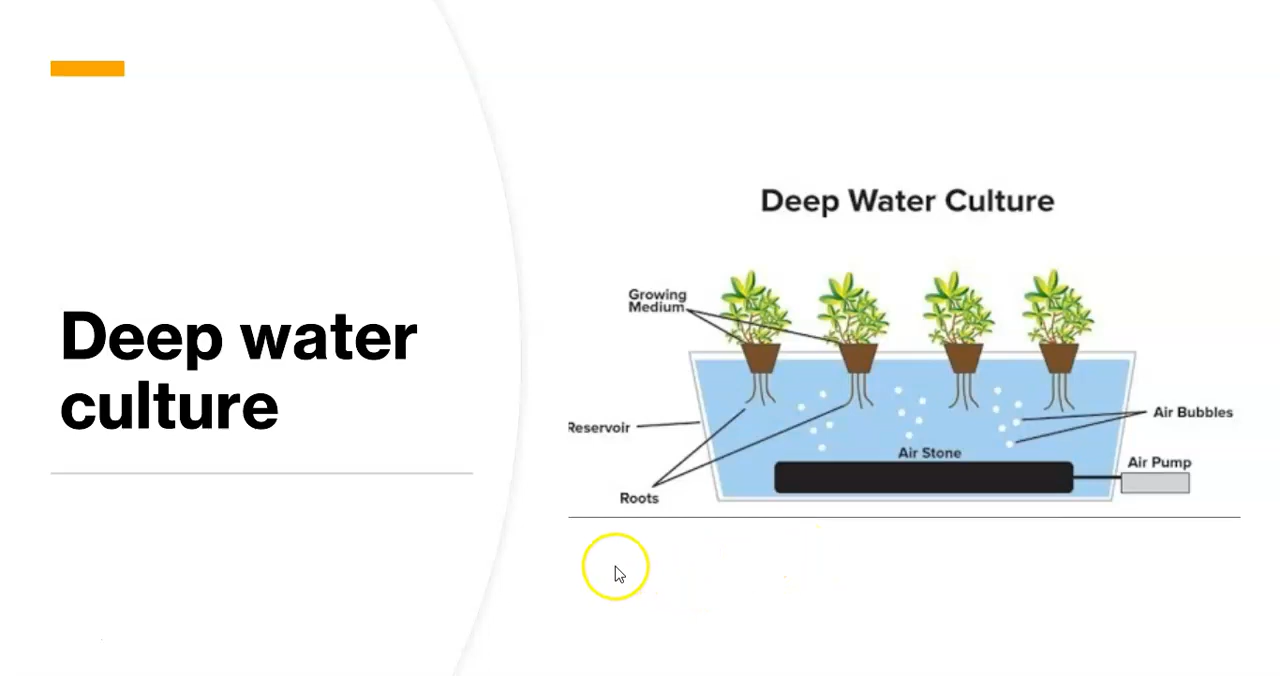 Deep water
culture
Deep Water Culture
Growing
Medium
Reservoir
Air Bubbles
Air Stone
Air Pump
Roots